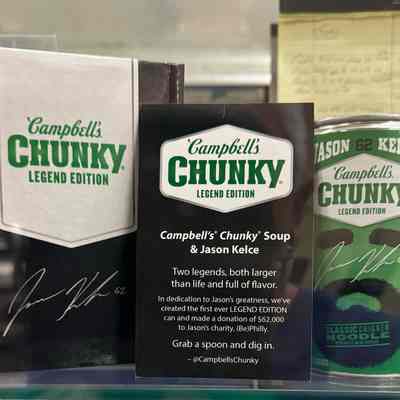 Campbell's
CHUNKY
LEGEND EDITION
62
Campbell's
CHUNKY
LEGEND EDITION
Campbell's® Chunky® Soup
& Jason Kelce
Two legends, both larger
than life and full of flavor.
In dedication to Jason's greatness, we've
created the first ever LEGEND EDITION
can and made a donation of $62,000
to Jason's charity, (Be)Philly.
Grab a spoon and dig in.
– @CampbellsChunky
JASON 62 KE
Campbell's
CHUNKY
LEGEND EDITION
CLASSIC CHICKEN
NOODLE